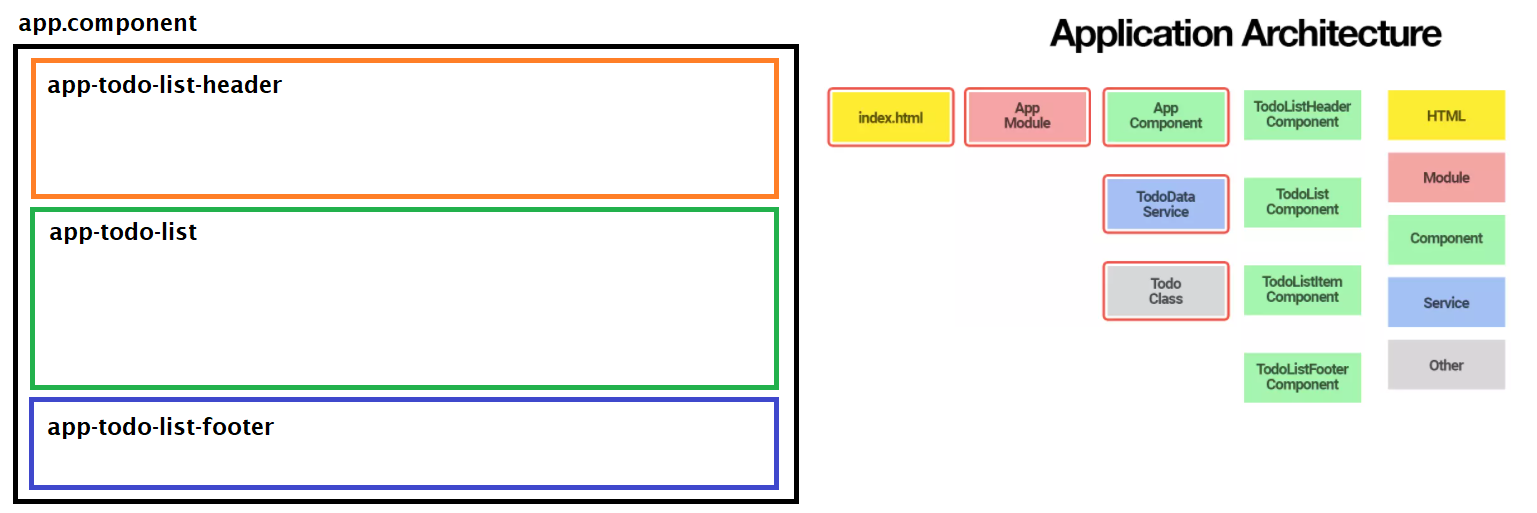 app.component
app-todo-list-header
app-todo-list
app-todo-list-footer
Application Architecture
index.html
App
Module
App
Component
TodoListHeader
Component
HTML
Module
TodoData
Service
TodoList
Component
Component
Todo
Class
TodoListItem
Component
Service
TodoListFooter
Component
Other